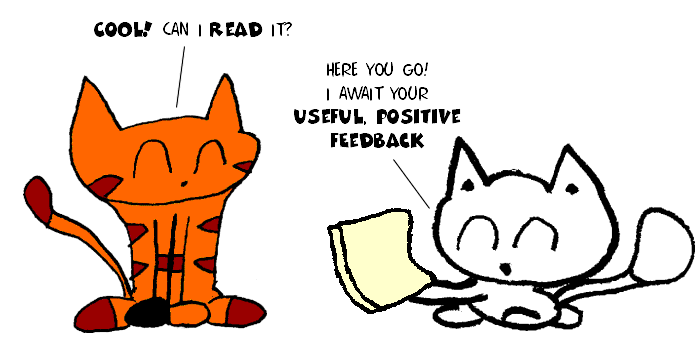 COOL! CAN I READ IT?
HERE YOU GO!
I AWAIT YOUR
USEFUL, POSITIVE
FEEDBACK